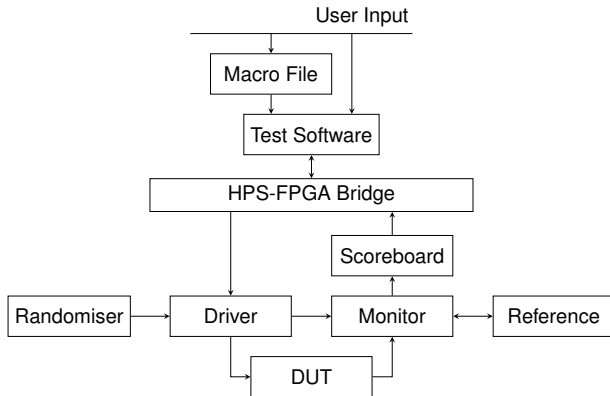 User Input
Macro File
Test Software
HPS-FPGA Bridge
Scoreboard
Randomiser
Driver
Monitor
Reference
DUT